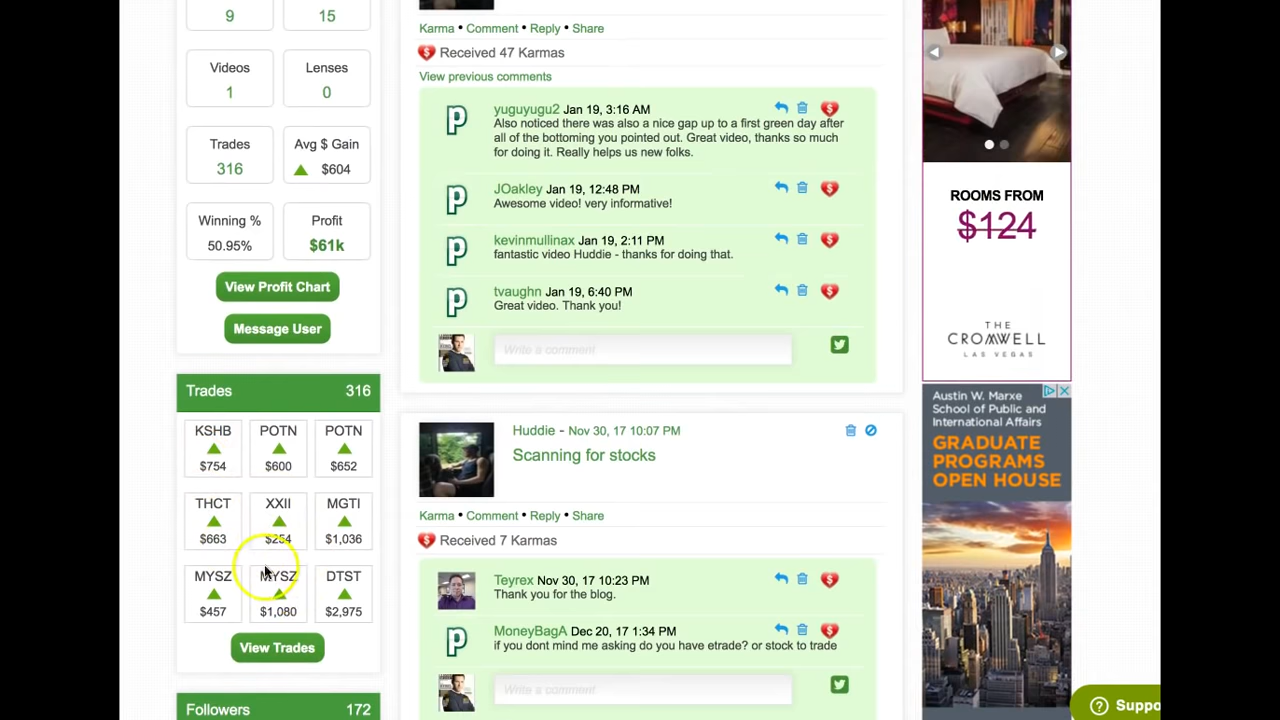 9
15
Videos
1
Lenses
0
Trades
316
Avg $ Gain
$604
Winning %
50.95%
Profit
$61k
View Profit Chart
Message User
Trades 316
KSHB
$754
POTN
$600
POTN
$652
THCT
$663
XXII
$254
MGTI
$1,036
MYSZ
$457
MYSZ
$1,080
DTST
$2,975
View Trades
Followers 172
Karma • Comment • Reply • Share
Received 47 Karmas
View previous comments
yuguyugu2 Jan 19, 3:16 AM
Also noticed there was also a nice gap up to a first green day after
all of the bottoming you pointed out. Great video, thanks so much
for doing it. Really helps us new folks.
JOakley Jan 19, 12:48 PM
Awesome video! very informative!
kevinmullinax Jan 19, 2:11 PM
fantastic video Huddie - thanks for doing that.
tvaughn Jan 19, 6:40 PM
Great video. Thank you!
Write a comment
Huddie - Nov 30, 17 10:07 PM
Scanning for stocks
Karma • Comment • Reply • Share
Received 7 Karmas
Teyrex Nov 30, 17 10:23 PM
Thank you for the blog.
MoneyBagA Dec 20, 17 1:34 PM
if you dont mind me asking do you have etrade? or stock to trade
Write a comment
ROOMS FROM
$124
THE
CROMWELL
LAS VEGAS
Austin W. Marxe
School of Public and
International Affairs
GRADUATE
PROGRAMS
OPEN HOUSE
Suppo